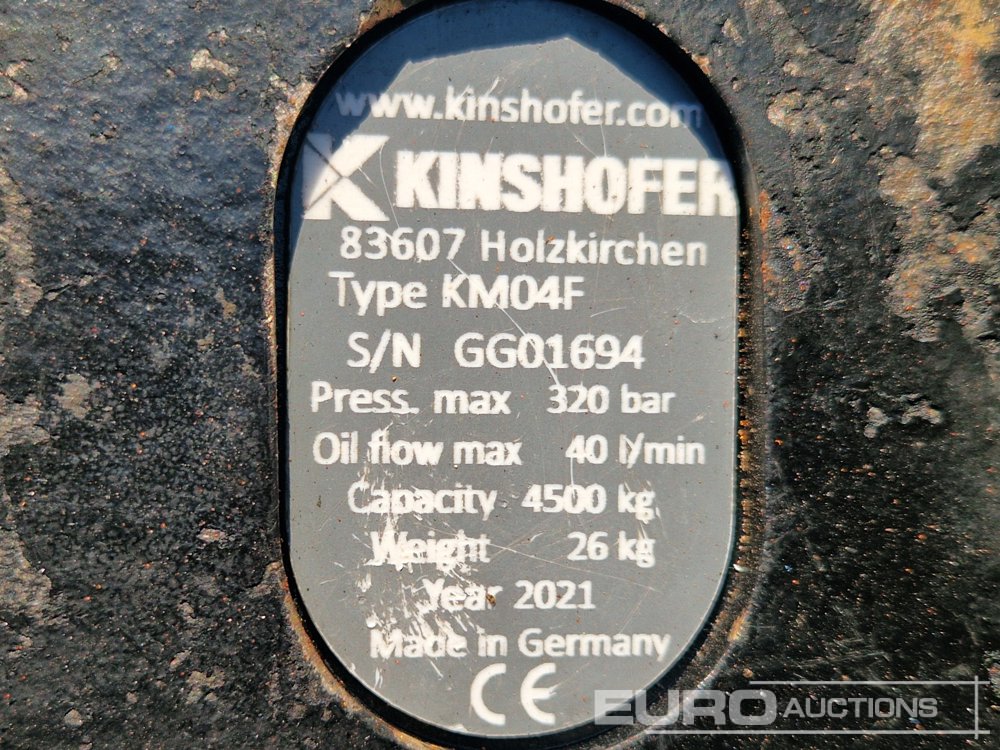 www.kinshofer.com
K KINSHOFER
83607 Holzkirchen
Type KM04F
S/N GG01694
Press. max 320 bar
Oil flow max 40 l/min
Capacity 4500 kg
Weight 26 kg
Year 2021
Made in Germany
CE
EURO AUCTIONS